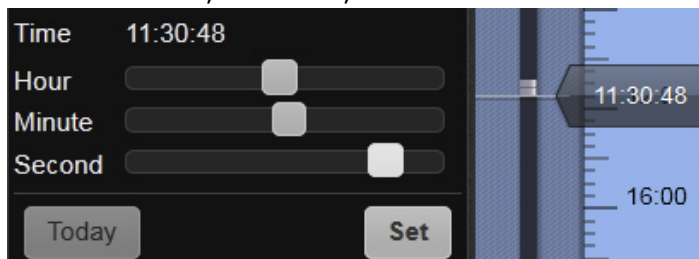 Time 11:30:48
Hour
11:30:48
Minute
Second
16:00
Today Set